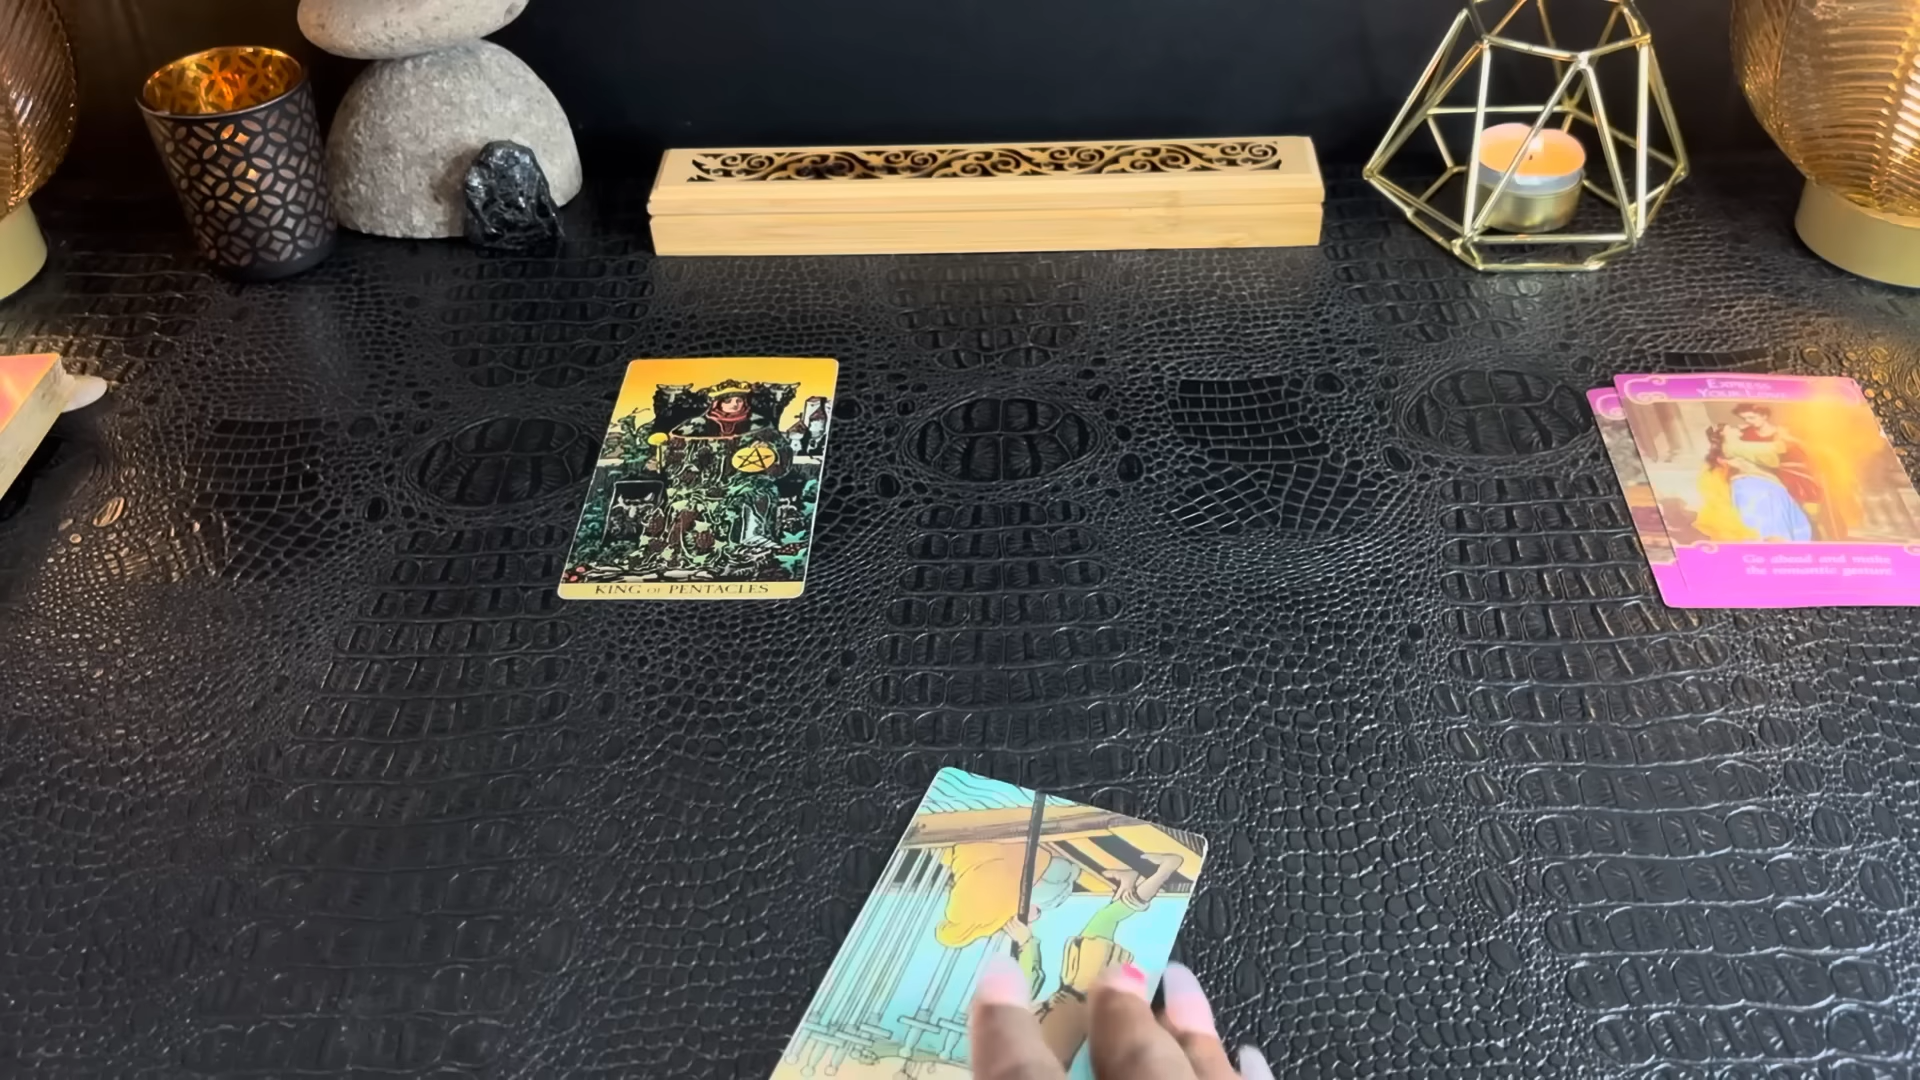 KING OF PENTACLES
EXPRESS
YOUR LOVE
Go ahead and make
the romantic gesture.